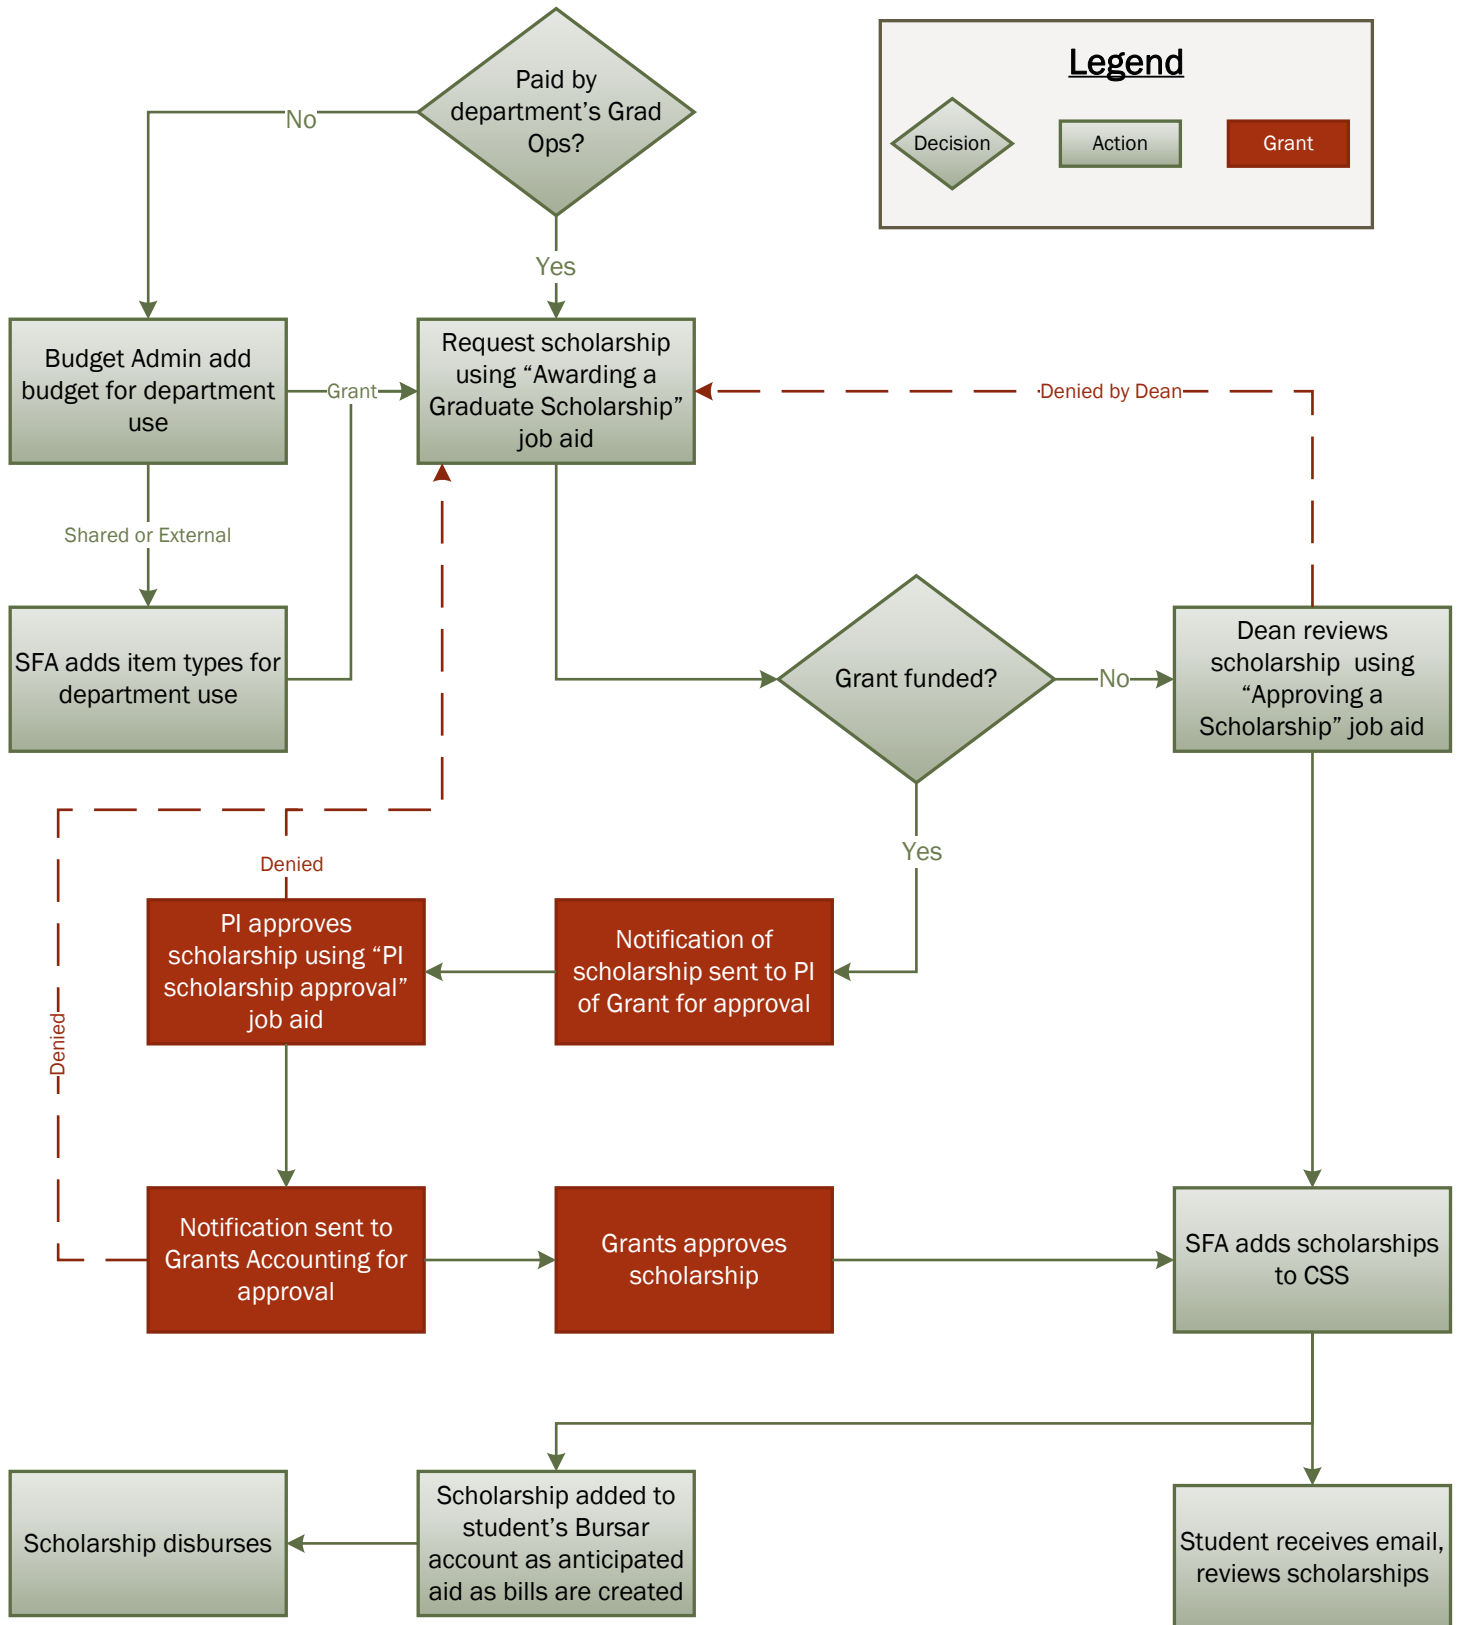 Paid by
department’s Grad
Ops?
Legend
Decision
Action
Grant
No
Yes
Budget Admin add
budget for department
use
Grant
Request scholarship
using “Awarding a
Graduate Scholarship”
job aid
Denied by Dean
Shared or External
SFA adds item types for
department use
Grant funded?
No
Dean reviews
scholarship using
“Approving a
Scholarship” job aid
Yes
Denied
PI approves
scholarship using “PI
scholarship approval”
job aid
Notification of
scholarship sent to PI
of Grant for approval
Denied
Notification sent to
Grants Accounting for
approval
Grants approves
scholarship
SFA adds scholarships
to CSS
Scholarship disburses
Scholarship added to
student’s Bursar
account as anticipated
aid as bills are created
Student receives email,
reviews scholarships